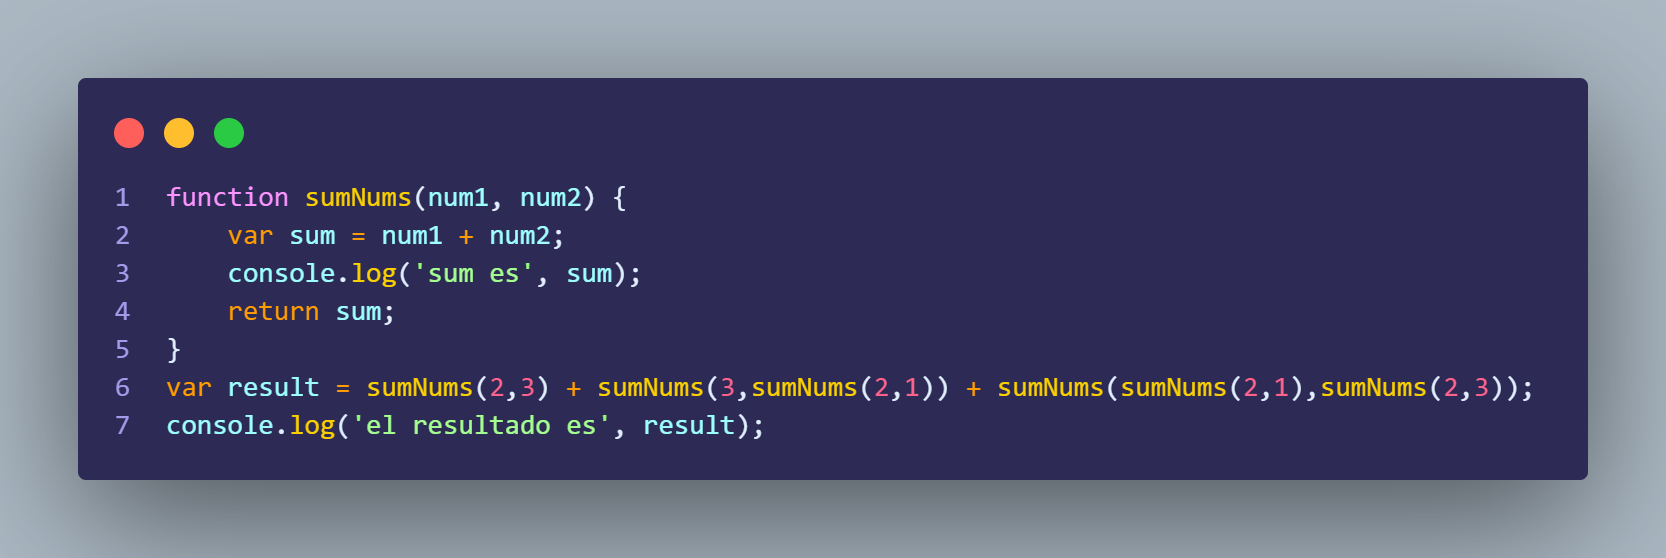 1 function sumNums(num1, num2) {
2     var sum = num1 + num2;
3     console.log('sum es', sum);
4     return sum;
5 }
6 var result = sumNums(2,3) + sumNums(3,sumNums(2,1)) + sumNums(sumNums(2,1),sumNums(2,3));
7 console.log('el resultado es', result);